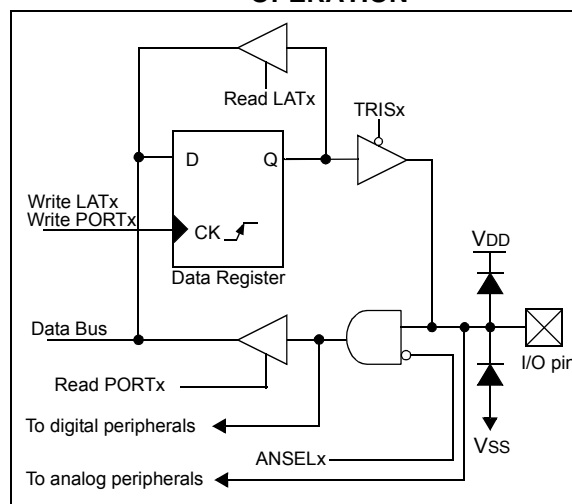 OPERATION
Read LATx
TRISx
D Q
Write LATx
Write PORTx
CK
Data Register
VDD
Data Bus
I/O pin
Read PORTx
To digital peripherals
VSS
ANSELx
To analog peripherals